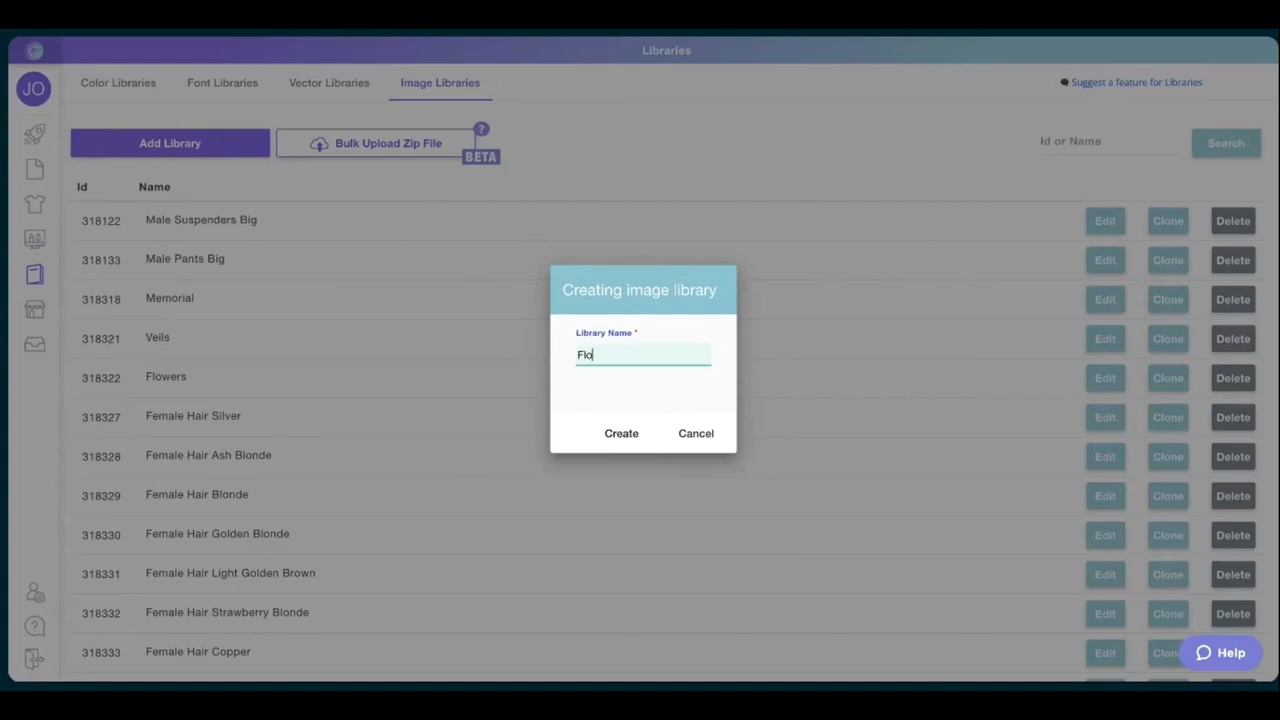 Libraries
JO
Color Libraries Font Libraries Vector Libraries Image Libraries Suggest a feature for Libraries
Add Library Bulk Upload Zip File ? BETA Id or Name Search
Id Name
318122 Male Suspenders Big Edit Clone Delete
318133 Male Pants Big Edit Clone Delete
318318 Memorial Edit Clone Delete
318321 Veils Edit Clone Delete
318322 Flowers Edit Clone Delete
318327 Female Hair Silver Edit Clone Delete
318328 Female Hair Ash Blonde Edit Clone Delete
318329 Female Hair Blonde Edit Clone Delete
318330 Female Hair Golden Blonde Edit Clone Delete
318331 Female Hair Light Golden Brown Edit Clone Delete
318332 Female Hair Strawberry Blonde Edit Clone Delete
318333 Female Hair Copper Edit Clon
Creating image library
Library Name *
Flo
Create Cancel
Help